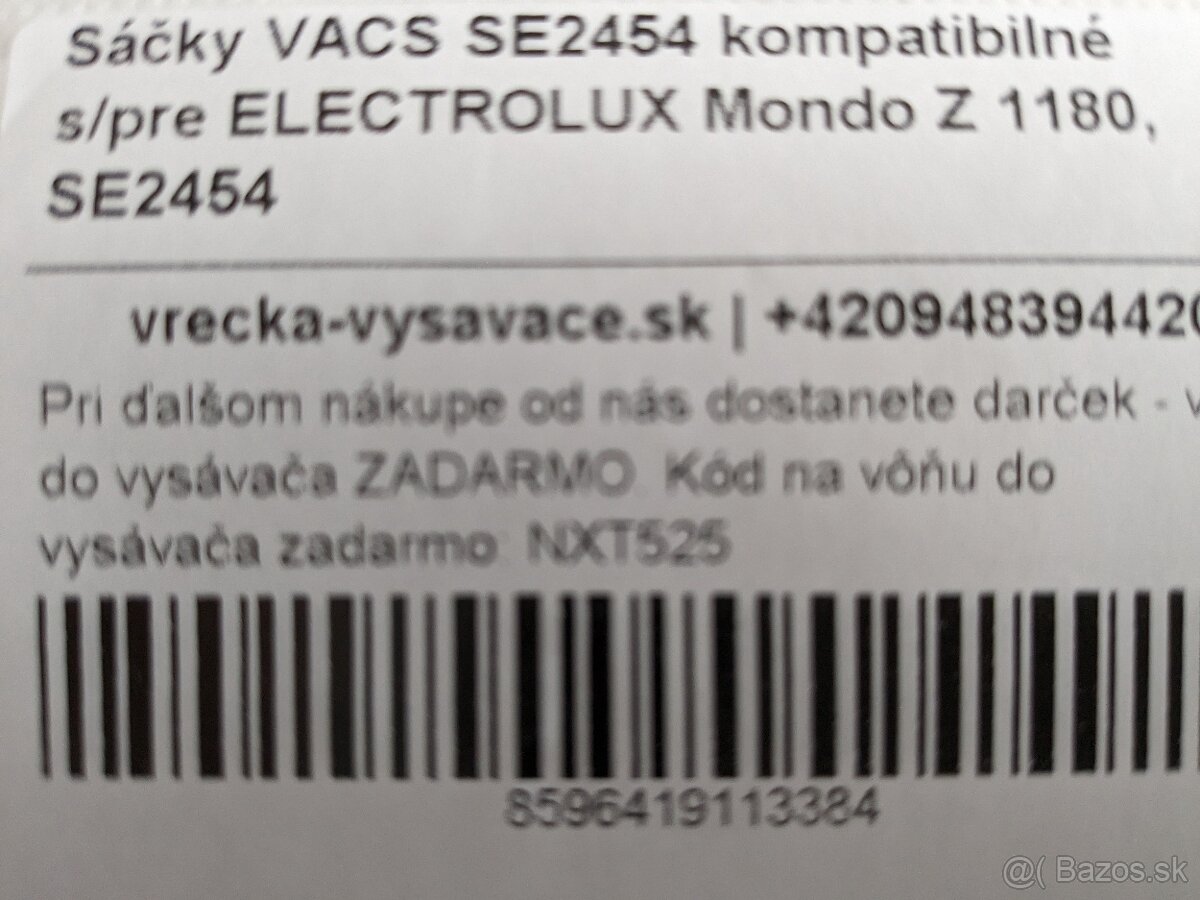 Sáčky VACS SE2454 kompatibilné
s/pre ELECTROLUX Mondo Z 1180,
SE2454
vrecka-vysavace.sk | +42094839442
Pri ďalšom nákupe od nás dostanete darček -
do vysávača ZADARMO. Kód na vôňu do
vysávača zadarmo: NXT525
8596419113384
@( Bazos.sk